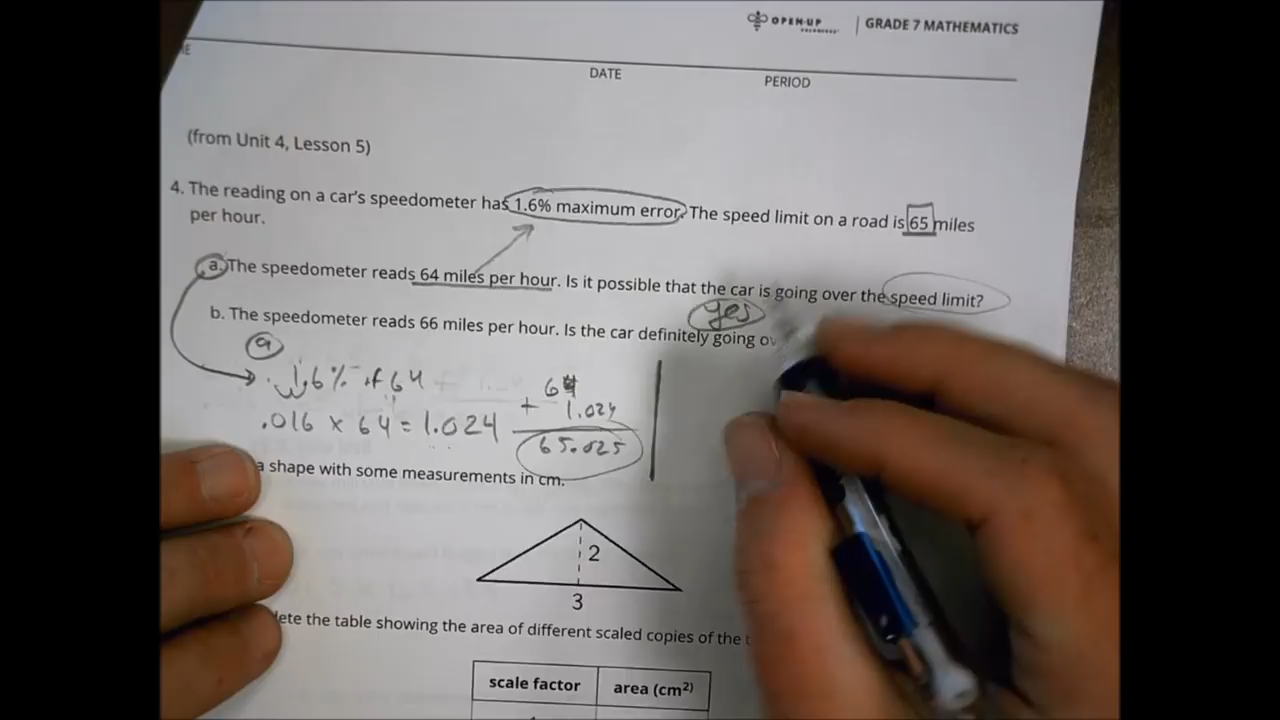 OPEN-UP | GRADE 7 MATHEMATICS
DATE PERIOD
(from Unit 4, Lesson 5)
4. The reading on a car's speedometer has 1.6% maximum error. The speed limit on a road is 65 miles
per hour.
a. The speedometer reads 64 miles per hour. Is it possible that the car is going over the speed limit?
yes
b. The speedometer reads 66 miles per hour. Is the car definitely going
a
1.6% of 64
.016 x 64 = 1.024
64
+ 1.024
65.025
a shape with some measurements in cm.
2
3
the table showing the area of different scaled copies of the
scale factor area (cm²)